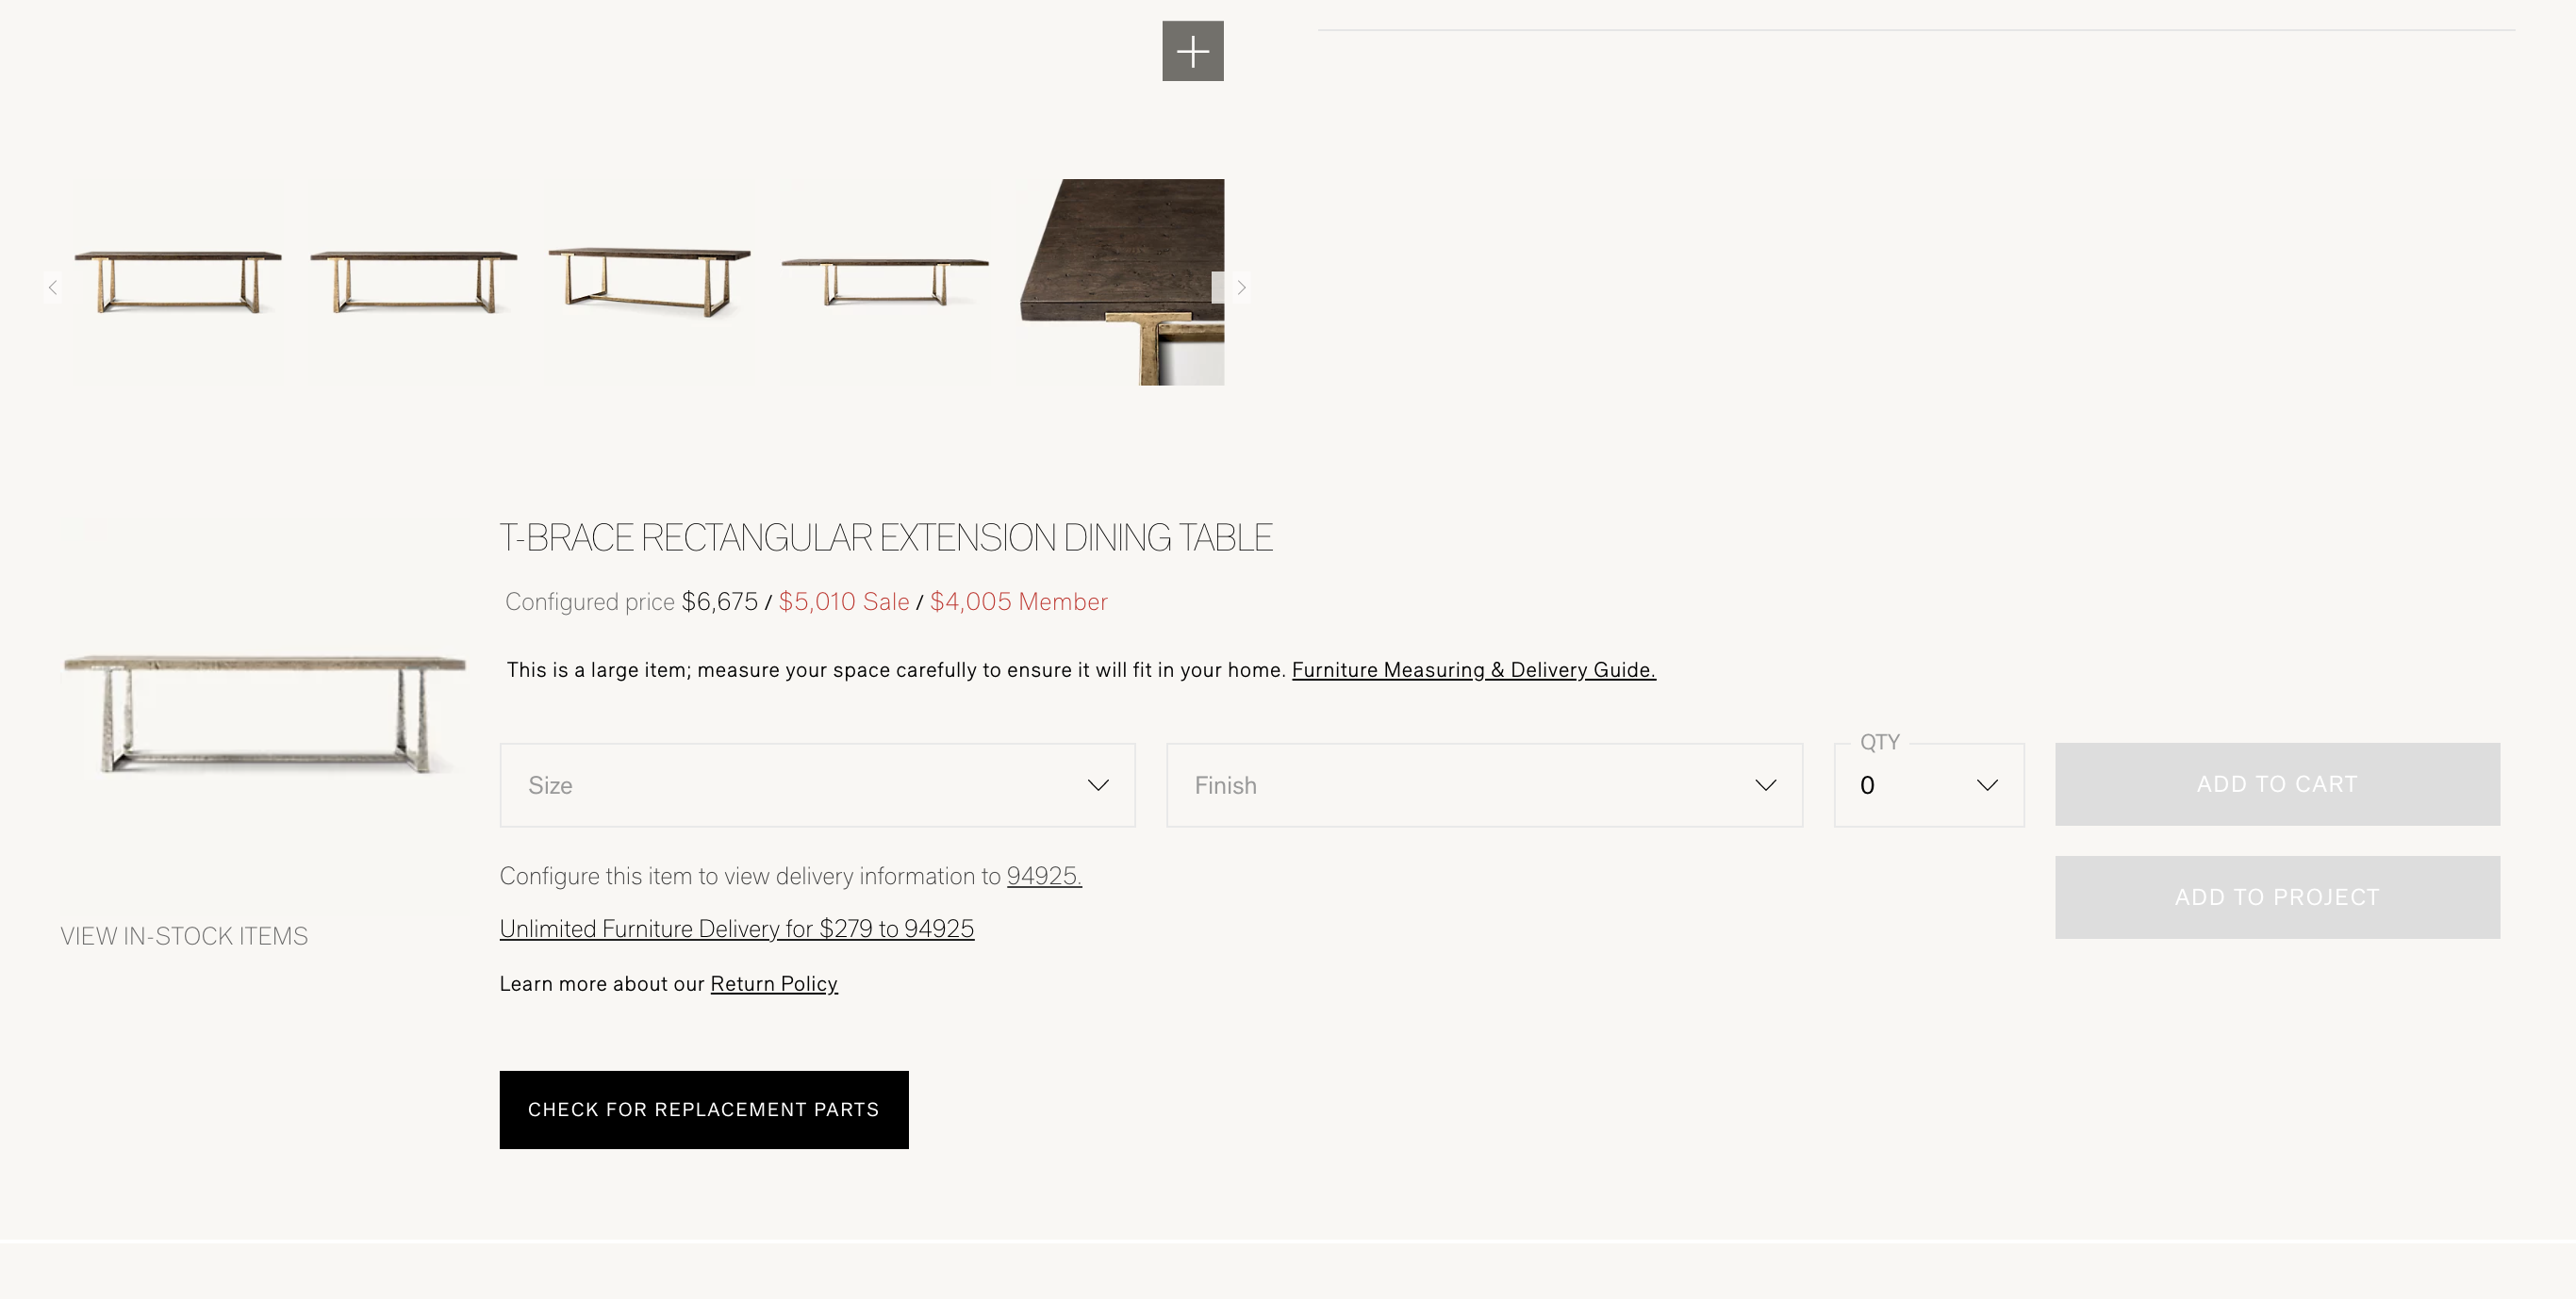 T-BRACE RECTANGULAR EXTENSION DINING TABLE
Configured price $6,675 / $5,010 Sale / $4,005 Member
This is a large item; measure your space carefully to ensure it will fit in your home. Furniture Measuring & Delivery Guide.
Size
Finish
QTY
0
ADD TO CART
Configure this item to view delivery information to 94925.
ADD TO PROJECT
Unlimited Furniture Delivery for $279 to 94925
VIEW IN-STOCK ITEMS
Learn more about our Return Policy
CHECK FOR REPLACEMENT PARTS